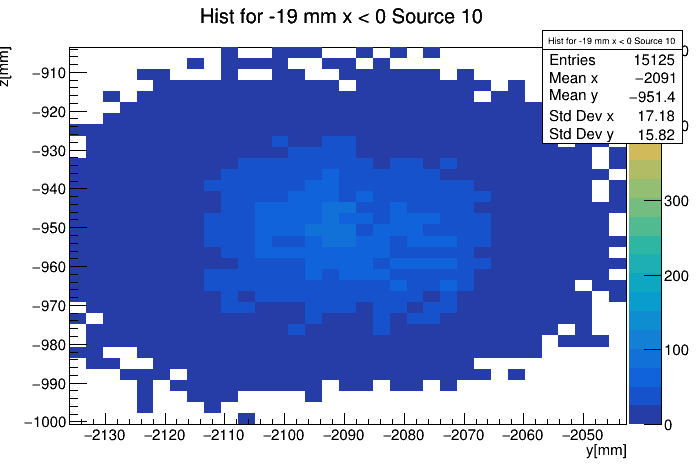 Hist for -19 mm x < 0 Source 10
z[mm]
Hist for -19 mm x < 0 Source 10
Entries 15125
Mean x −2091
Mean y −951.4
Std Dev x 17.18
Std Dev y 15.82
−910
−920
−930
−940
−950
−960
−970
−980
−990
−1000
300
200
100
0
−2130 −2120 −2110 −2100 −2090 −2080 −2070 −2060 −2050
y[mm]